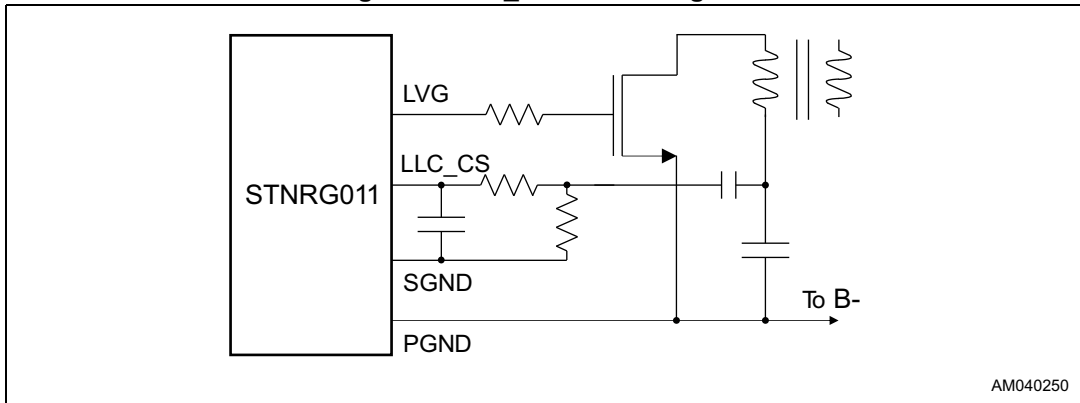 LVG
LLC_CS
STNRG011
SGND
To B-
PGND
AM040250